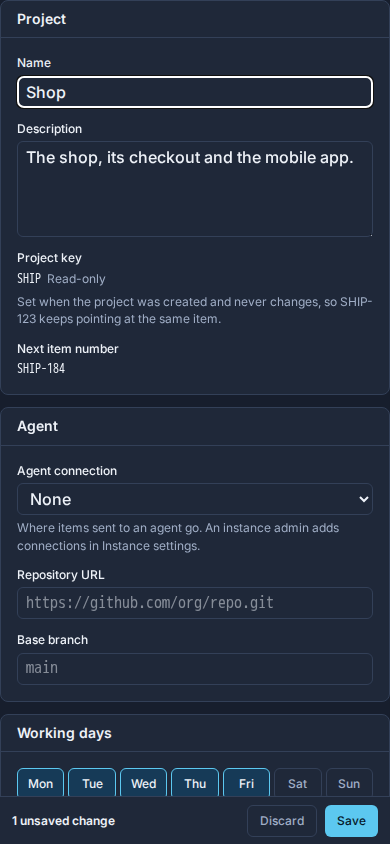 Project
Name
Shop
Description
The shop, its checkout and the mobile app.
Project key
SHIP Read-only
Set when the project was created and never changes, so SHIP-
123 keeps pointing at the same item.
Next item number
SHIP-184
Agent
Agent connection
None
Where items sent to an agent go. An instance admin adds
connections in Instance settings.
Repository URL
https://github.com/org/repo.git
Base branch
main
Working days
Mon Tue Wed Thu Fri Sat Sun
1 unsaved change Discard Save